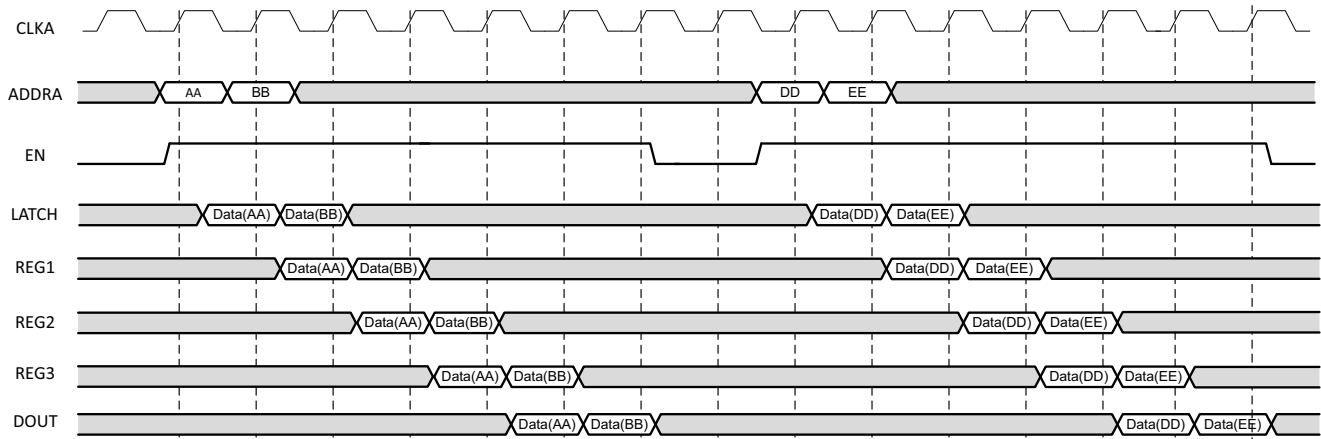 CLKA
ADDRA AA BB DD EE
EN
LATCH Data(AA) Data(BB) Data(DD) Data(EE)
REG1 Data(AA) Data(BB) Data(DD) Data(EE)
REG2 Data(AA) Data(BB) Data(DD) Data(EE)
REG3 Data(AA) Data(BB) Data(DD) Data(EE)
DOUT Data(AA) Data(BB) Data(DD) Data(EE)